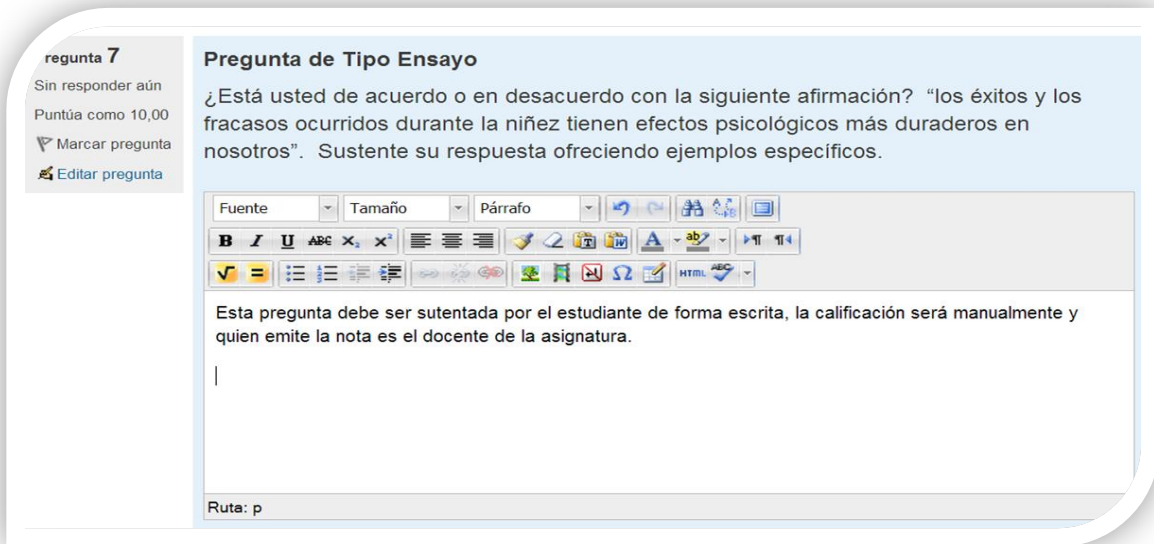 regunta 7
Sin responder aún
Puntúa como 10,00
Marcar pregunta
Editar pregunta
Pregunta de Tipo Ensayo
¿Está usted de acuerdo o en desacuerdo con la siguiente afirmación? “los éxitos y los
fracasos ocurridos durante la niñez tienen efectos psicológicos más duraderos en
nosotros”. Sustente su respuesta ofreciendo ejemplos específicos.
Fuente Tamaño Párrafo
B I U ABC X₂ X² A ab
Ω HTML ABC
Esta pregunta debe ser sutentada por el estudiante de forma escrita, la calificación será manualmente y
quien emite la nota es el docente de la asignatura.
Ruta: p